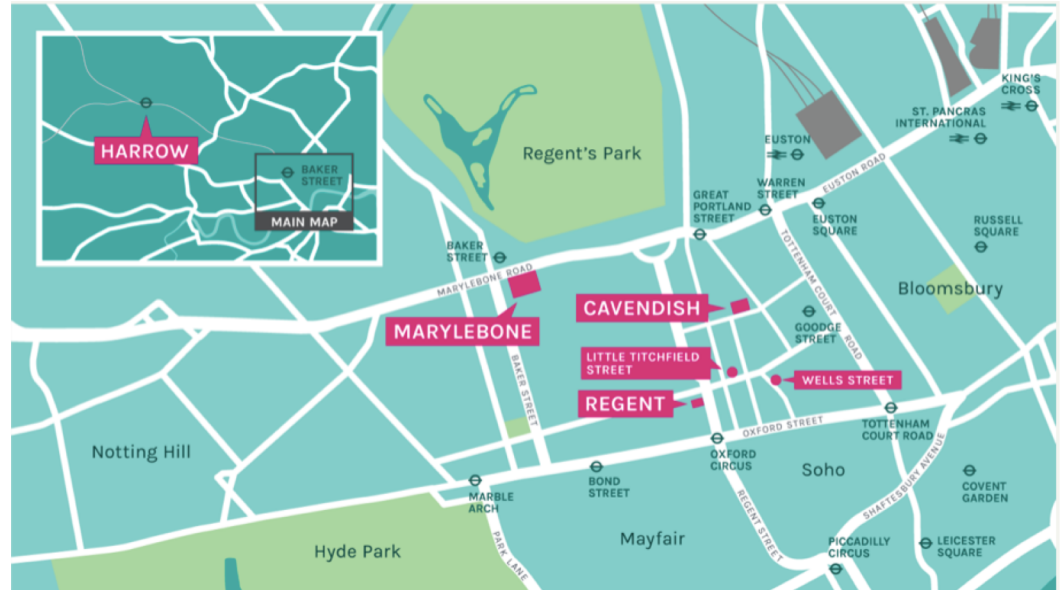 HARROW
BAKER
STREET
MAIN MAP
Regent's Park
KING'S
CROSS
ST. PANCRAS
INTERNATIONAL
EUSTON
EUSTON ROAD
WARREN
STREET
GREAT
PORTLAND
STREET
EUSTON
SQUARE
RUSSELL
SQUARE
BAKER
STREET
MARYLEBONE ROAD
TOTTENHAM COURT ROAD
Bloomsbury
CAVENDISH
MARYLEBONE
GOODGE
STREET
LITTLE TITCHFIELD
STREET
WELLS STREET
BAKER STREET
REGENT
OXFORD STREET
TOTTENHAM
COURT ROAD
Notting Hill
OXFORD
CIRCUS
Soho
SHAFTESBURY AVENUE
BOND
STREET
MARBLE
ARCH
COVENT
GARDEN
REGENT STREET
PARK LANE
Hyde Park
Mayfair
PICCADILLY
CIRCUS
LEICESTER
SQUARE